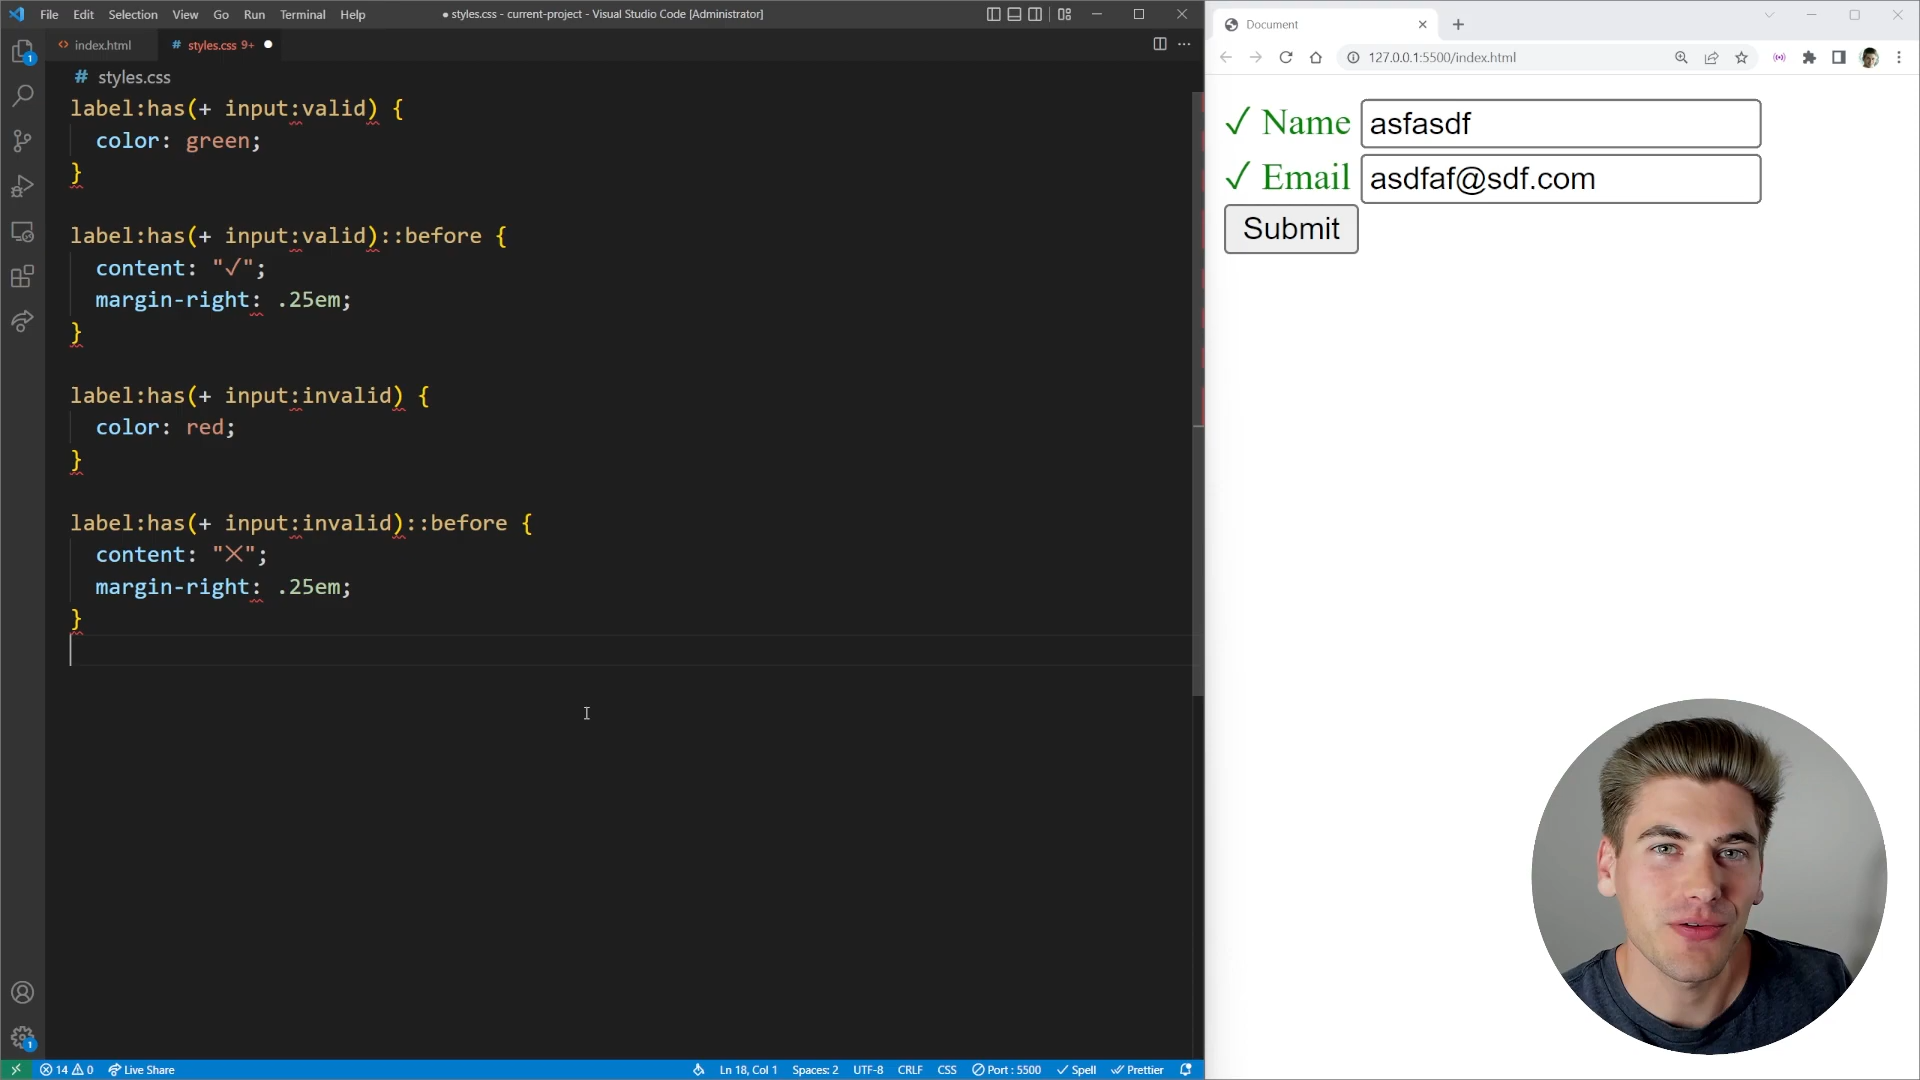 File Edit Selection View Go Run Terminal Help
● styles.css - current-project - Visual Studio Code [Administrator]
index.html
# styles.css 9+ ●
# styles.css
label:has(+ input:valid) {
color: green;
}
label:has(+ input:valid)::before {
content: "✓";
margin-right: .25em;
}
label:has(+ input:invalid) {
color: red;
}
label:has(+ input:invalid)::before {
content: "✕";
margin-right: .25em;
}
1
1
14 0 Live Share
Ln 18, Col 1 Spaces: 2 UTF-8 CRLF CSS Port : 5500 Spell Prettier
Document
127.0.0.1:5500/index.html
✓ Name asfasdf
✓ Email asdfaf@sdf.com
Submit